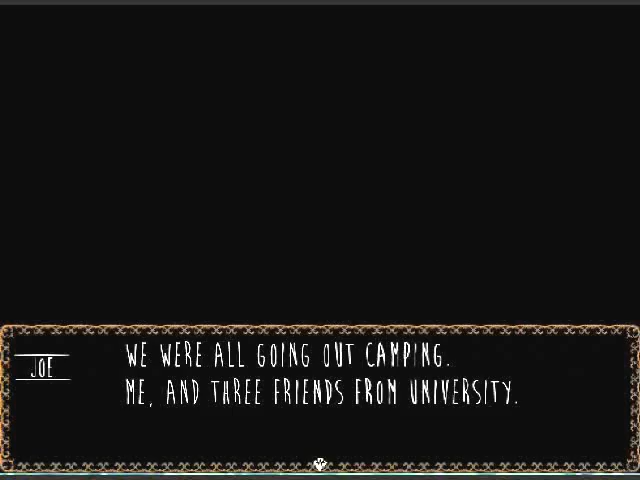 JOE
WE WERE ALL GOING OUT CAMPING.
ME, AND THREE FRIENDS FROM UNIVERSITY.